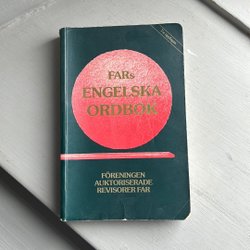 FARs
ENGELSKA
ORDBOK
FÖRENINGEN
AUKTORISERADE
REVISORER FAR